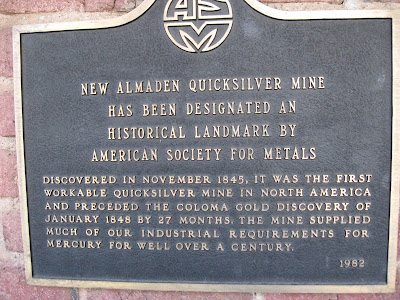 ASM
NEW ALMADEN QUICKSILVER MINE
HAS BEEN DESIGNATED AN
HISTORICAL LANDMARK BY
AMERICAN SOCIETY FOR METALS
DISCOVERED IN NOVEMBER 1845, IT WAS THE FIRST
WORKABLE QUICKSILVER MINE IN NORTH AMERICA
AND PRECEDED THE COLOMA GOLD DISCOVERY OF
JANUARY 1848 BY 27 MONTHS. THE MINE SUPPLIED
MUCH OF OUR INDUSTRIAL REQUIREMENTS FOR
MERCURY FOR WELL OVER A CENTURY.
1982